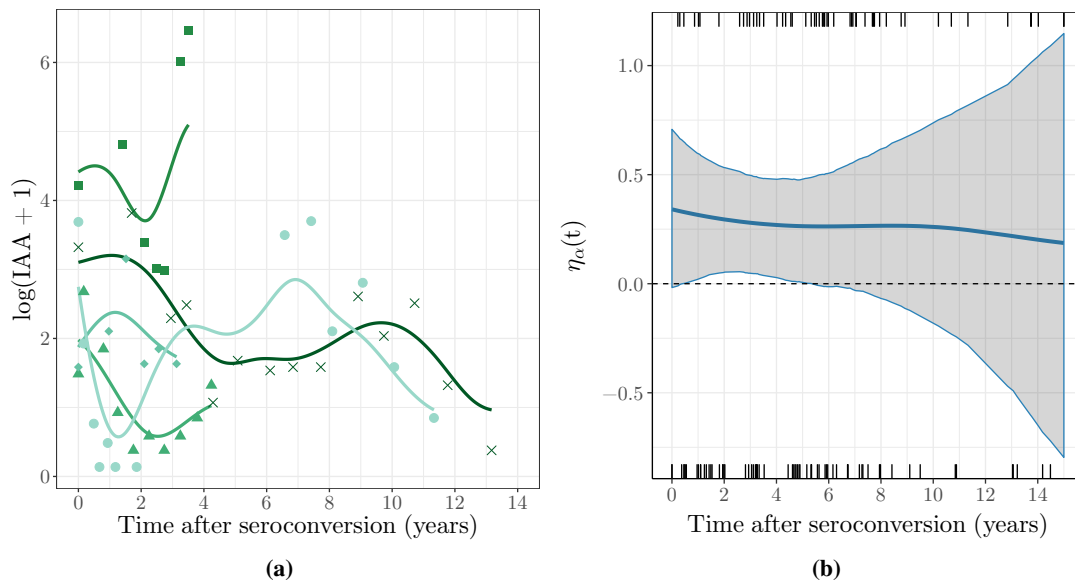 log(IAA + 1)
6
4
2
0
0 2 4 6 8 10 12 14
Time after seroconversion (years)
(a)
ηα(t)
1.0
0.5
0.0
−0.5
0 2 4 6 8 10 12 14
Time after seroconversion (years)
(b)